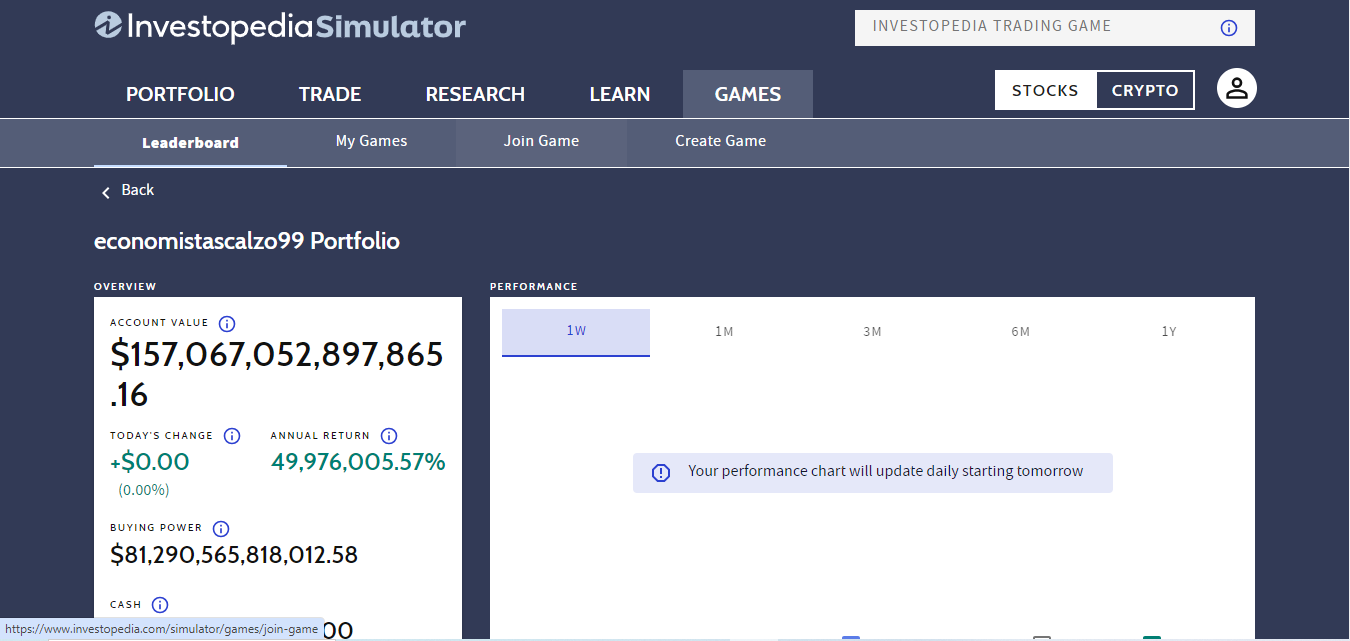 InvestopediaSimulator
INVESTOPEDIA TRADING GAME
PORTFOLIO TRADE RESEARCH LEARN GAMES
STOCKS CRYPTO
Leaderboard My Games Join Game Create Game
Back
economistascalzo99 Portfolio
OVERVIEW
ACCOUNT VALUE
$157,067,052,897,865
.16
TODAY'S CHANGE ANNUAL RETURN
+$0.00 49,976,005.57%
(0.00%)
BUYING POWER
$81,290,565,818,012.58
CASH
00
PERFORMANCE
1W 1M 3M 6M 1Y
Your performance chart will update daily starting tomorrow
https://www.investopedia.com/simulator/games/join-game